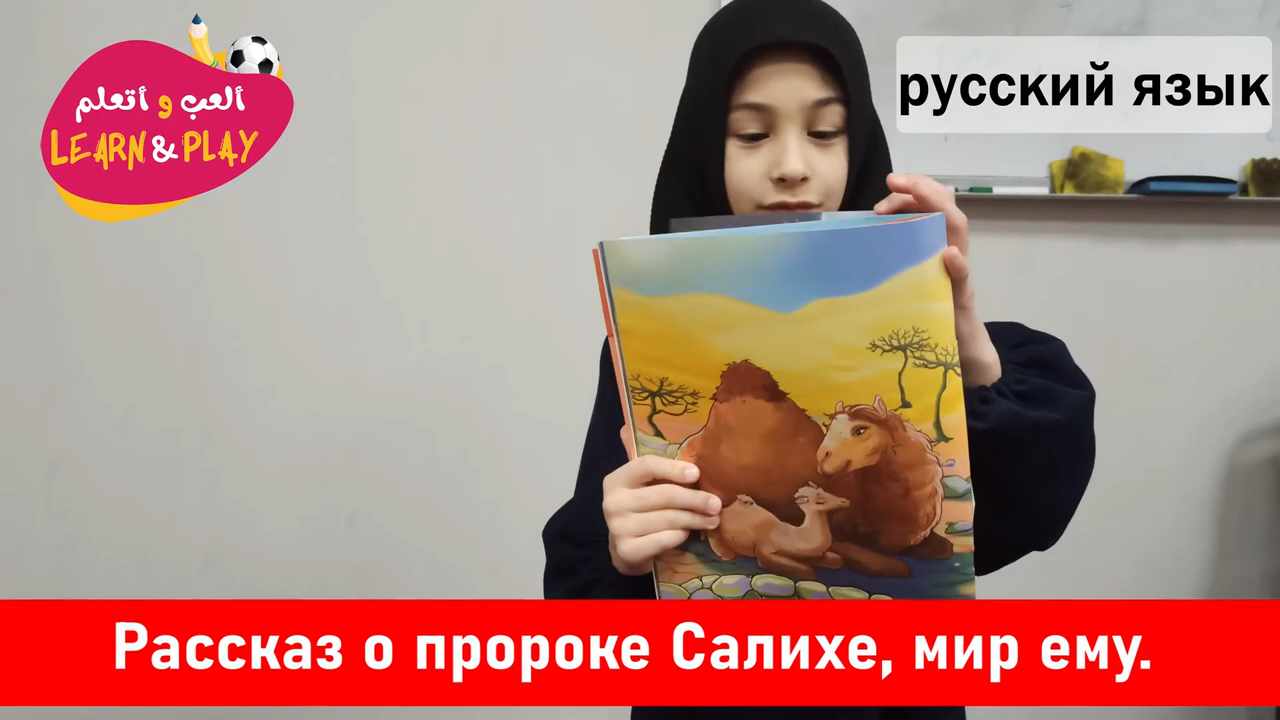 ألعب و أتعلم
LEARN & PLAY
русский язык
Рассказ о пророке Салихе, мир ему.